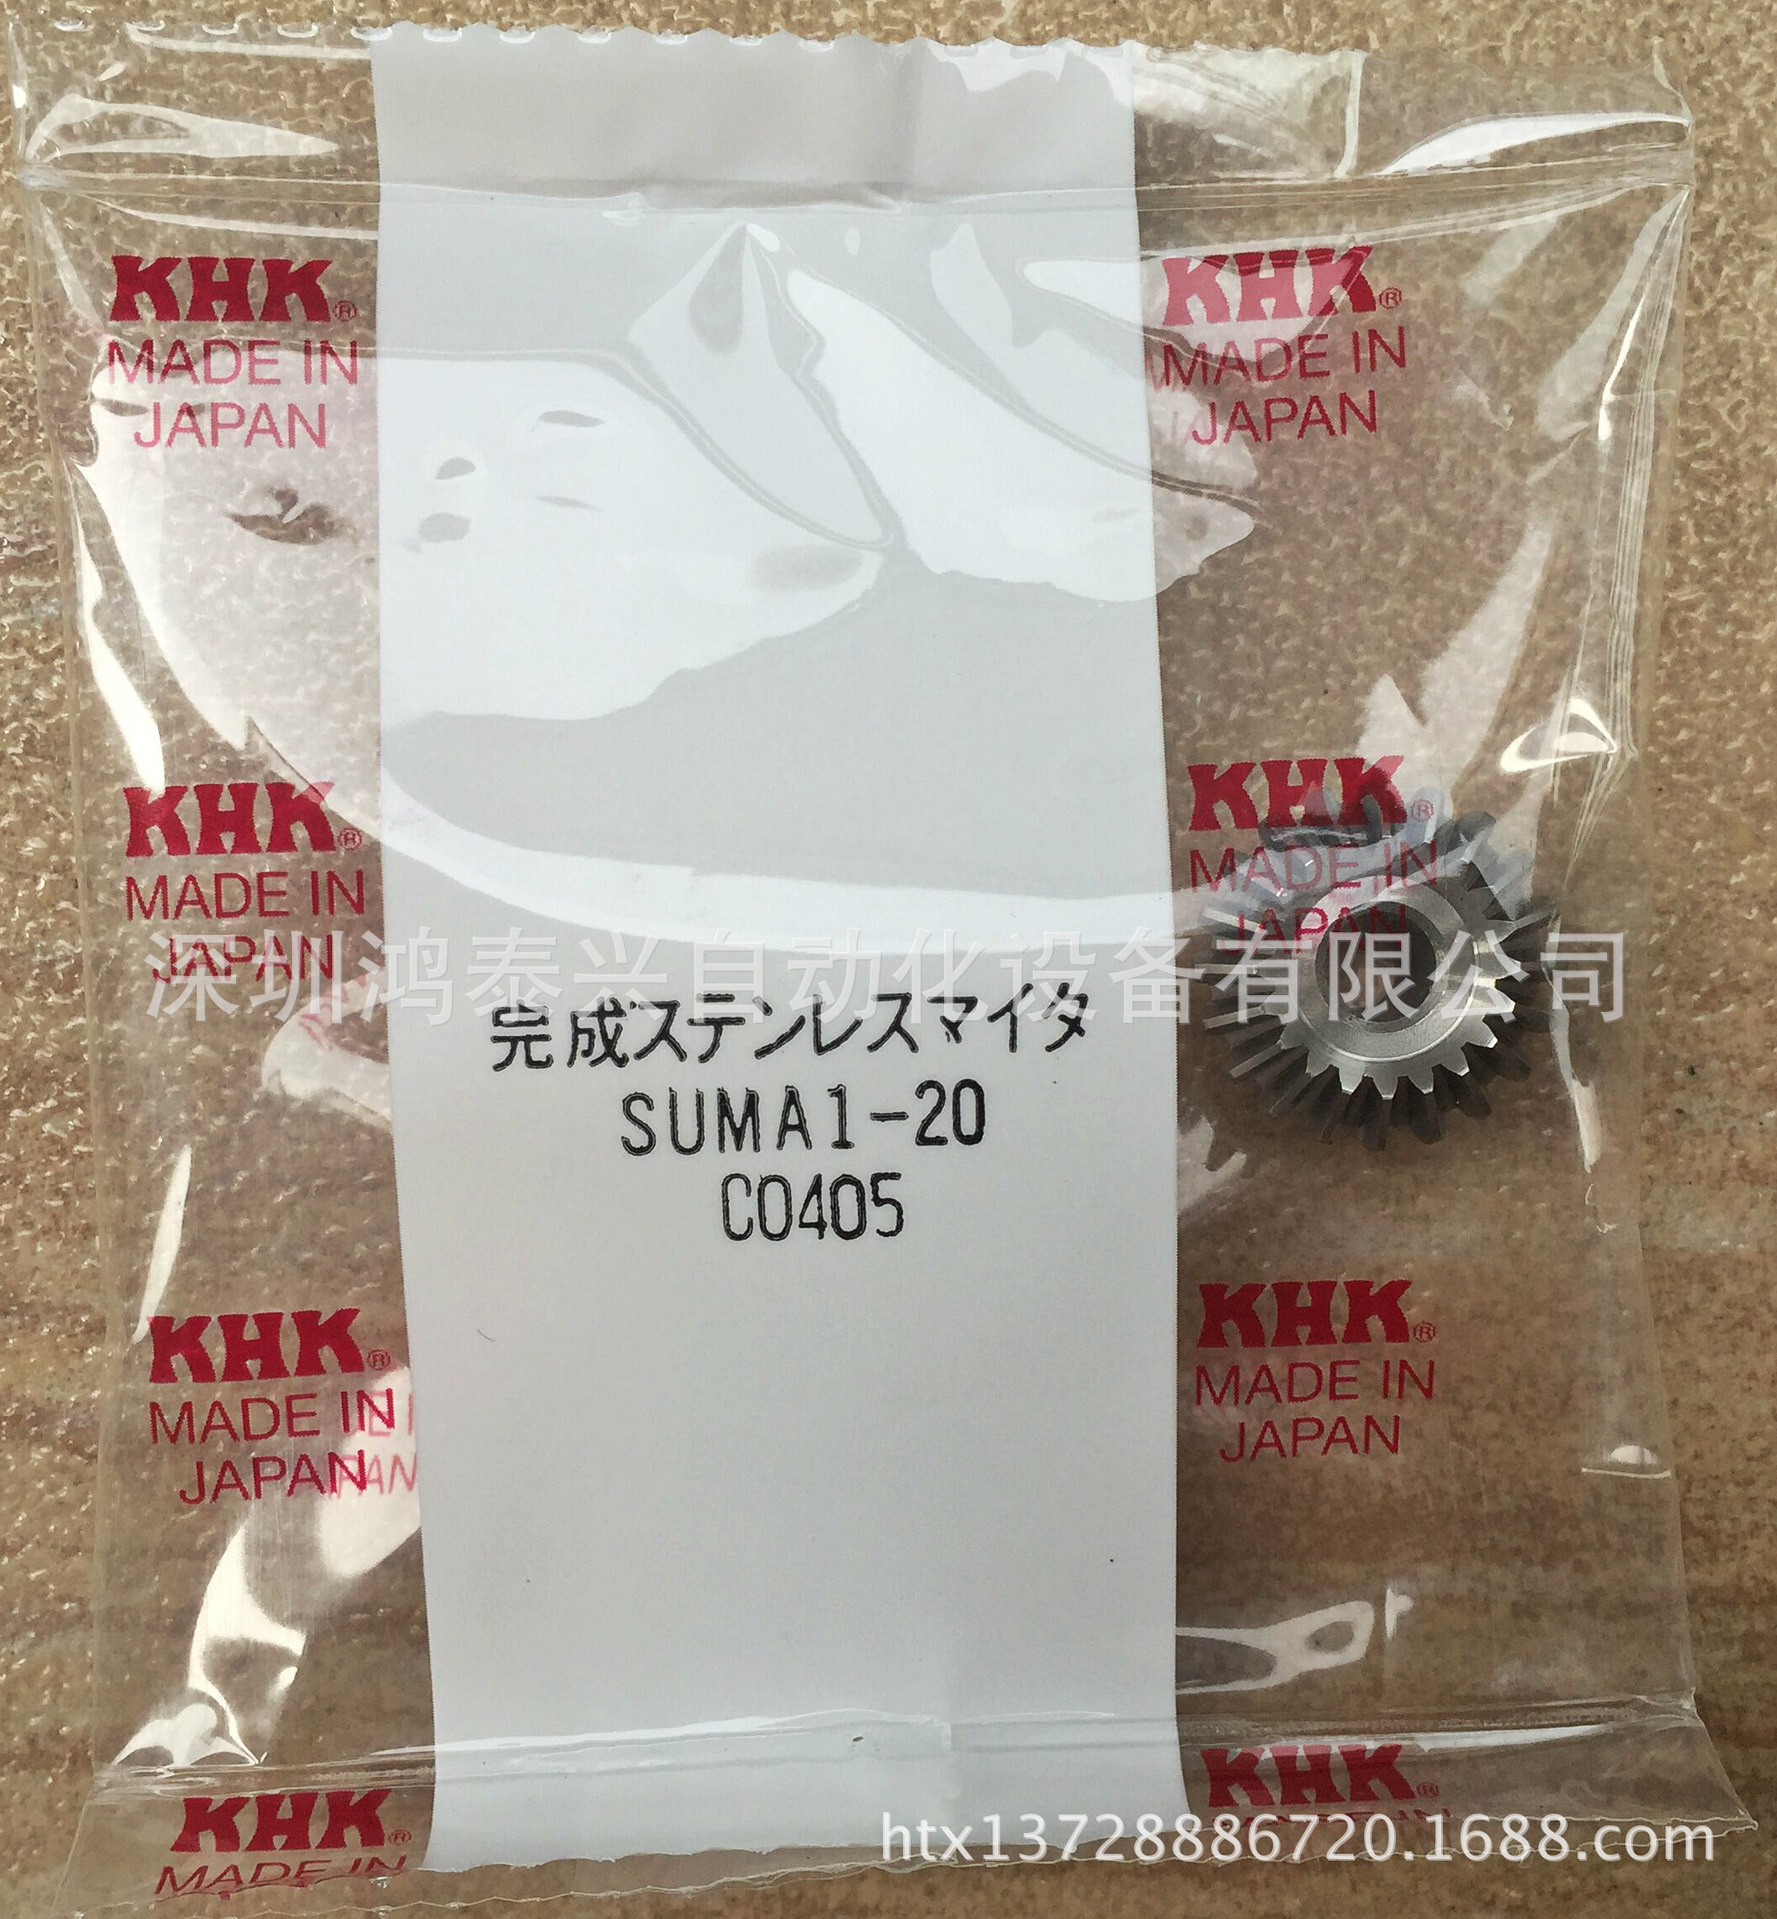 KHK® KHK®
MADE IN MADE IN
JAPAN JAPAN
KHK® KHK®
MADE IN MADE IN
JAPAN JAPAN
深圳鸿泰兴自动化设备有限公司
完成ステンレスマイタ
SUMA1-20
C0405
KHK® KHK®
MADE IN MADE IN
JAPAN JAPAN
KHK® KHK®
MADE IN
htx13728886720.1688.com